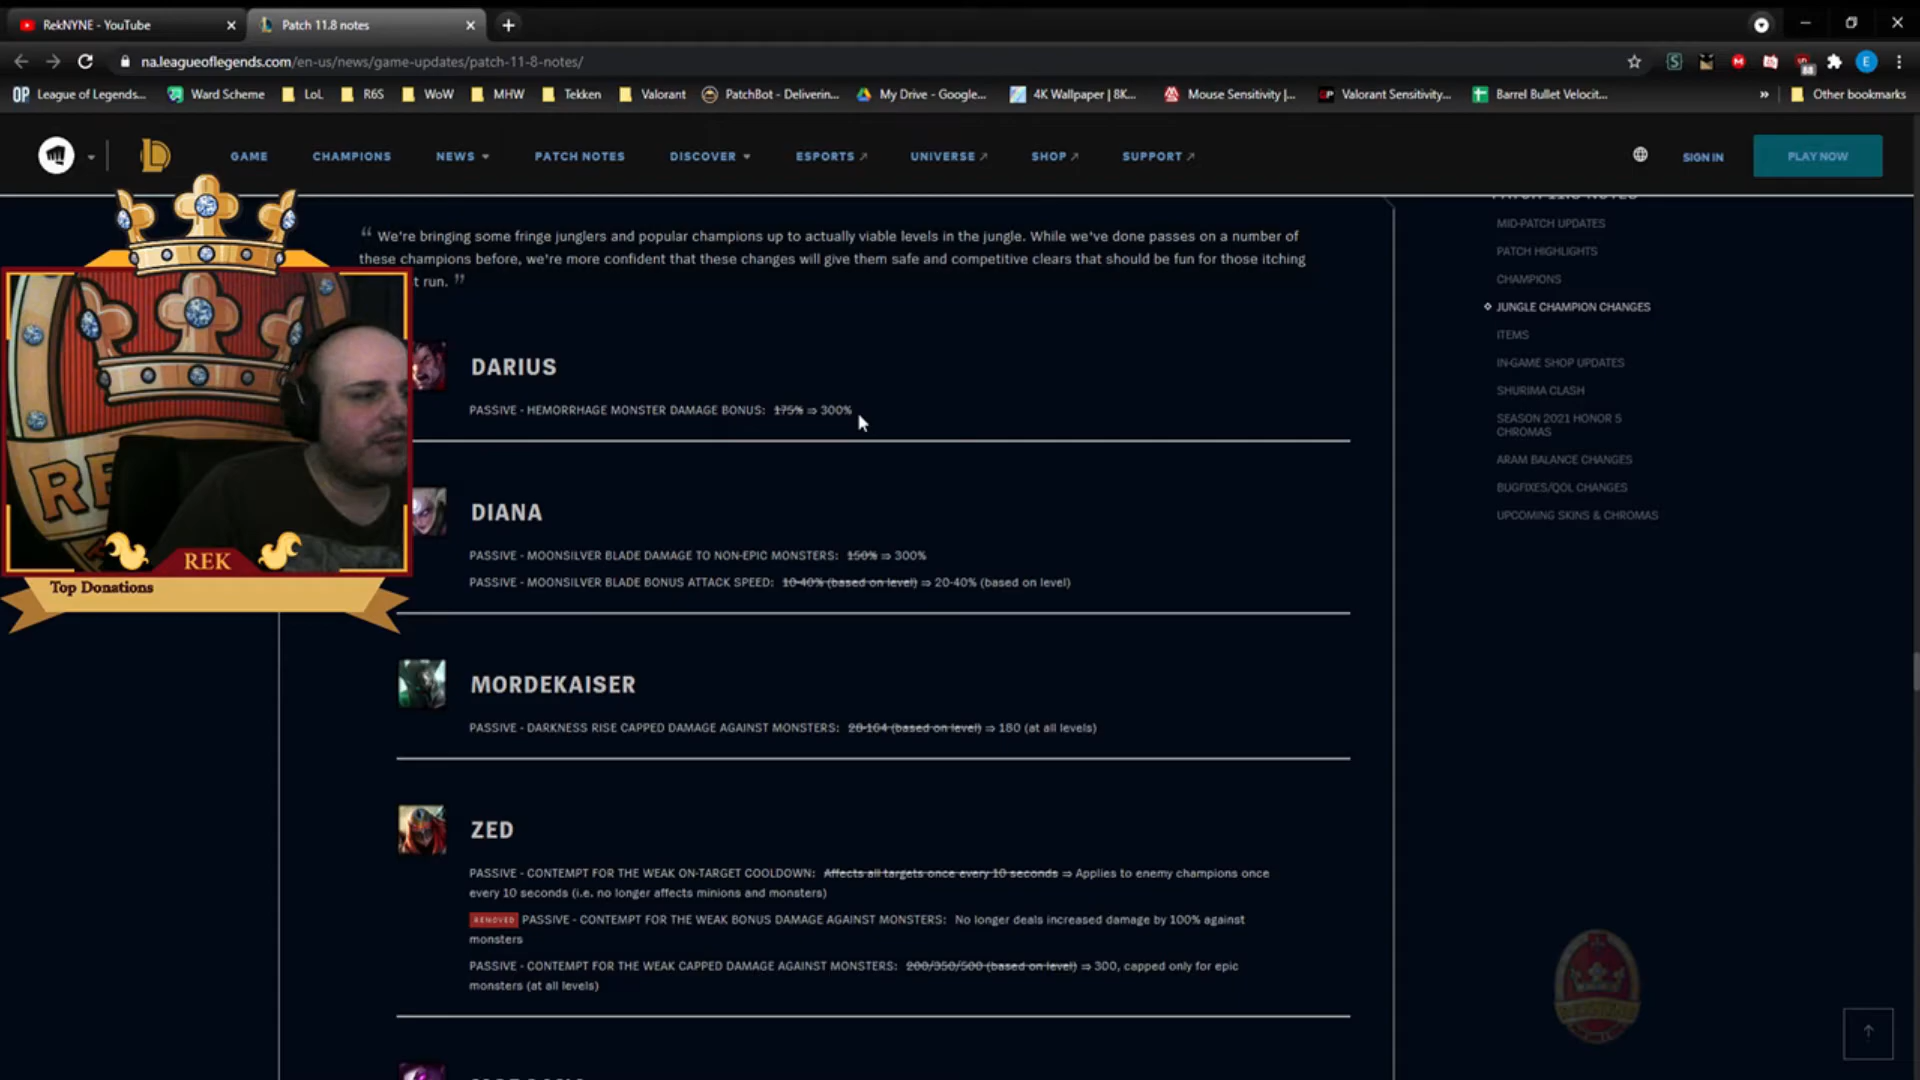 RekNYNE - YouTube
Patch 11.8 notes
na.leagueoflegends.com/en-us/news/game-updates/patch-11-8-notes/
League of Legends...
Ward Scheme
LoL
R6S
WoW
MHW
Tekken
Valorant
PatchBot - Deliverin...
My Drive - Google...
4K Wallpaper | 8K...
Mouse Sensitivity |...
Valorant Sensitivity...
Barrel Bullet Velocit...
Other bookmarks
GAME
CHAMPIONS
NEWS
PATCH NOTES
DISCOVER
ESPORTS
UNIVERSE
SHOP
SUPPORT
SIGN IN
PLAY NOW
“ We're bringing some fringe junglers and popular champions up to actually viable levels in the jungle. While we've done passes on a number of
these champions before, we're more confident that these changes will give them safe and competitive clears that should be fun for those itching
t run. ”
DARIUS
PASSIVE - HEMORRHAGE MONSTER DAMAGE BONUS: 175% ⇒ 300%
DIANA
PASSIVE - MOONSILVER BLADE DAMAGE TO NON-EPIC MONSTERS: 150% ⇒ 300%
PASSIVE - MOONSILVER BLADE BONUS ATTACK SPEED: 10-40% (based on level) ⇒ 20-40% (based on level)
MORDEKAISER
PASSIVE - DARKNESS RISE CAPPED DAMAGE AGAINST MONSTERS: 28-164 (based on level) ⇒ 180 (at all levels)
ZED
PASSIVE - CONTEMPT FOR THE WEAK ON-TARGET COOLDOWN: Affects all targets once every 10 seconds ⇒ Applies to enemy champions once
every 10 seconds (i.e. no longer affects minions and monsters)
REMOVED PASSIVE - CONTEMPT FOR THE WEAK BONUS DAMAGE AGAINST MONSTERS: No longer deals increased damage by 100% against
monsters
PASSIVE - CONTEMPT FOR THE WEAK CAPPED DAMAGE AGAINST MONSTERS: 200/350/500 (based on level) ⇒ 300, capped only for epic
monsters (at all levels)
MID-PATCH UPDATES
PATCH HIGHLIGHTS
CHAMPIONS
JUNGLE CHAMPION CHANGES
ITEMS
IN-GAME SHOP UPDATES
SHURIMA CLASH
SEASON 2021 HONOR 5
CHROMAS
ARAM BALANCE CHANGES
BUGFIXES/QOL CHANGES
UPCOMING SKINS & CHROMAS
REK
Top Donations